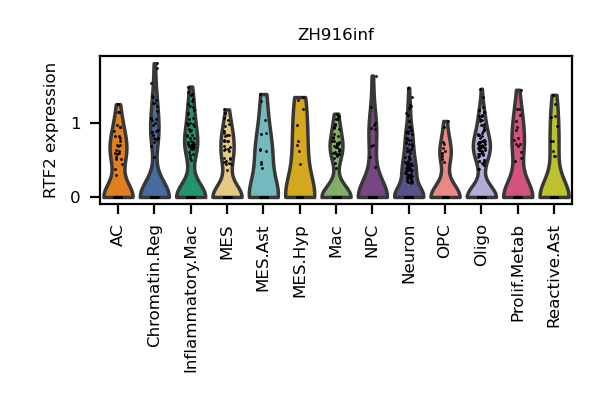 ZH916inf
RTF2 expression
1
0
AC
Chromatin.Reg
Inflammatory.Mac
MES
MES.Ast
MES.Hyp
Mac
NPC
Neuron
OPC
Oligo
Prolif.Metab
Reactive.Ast